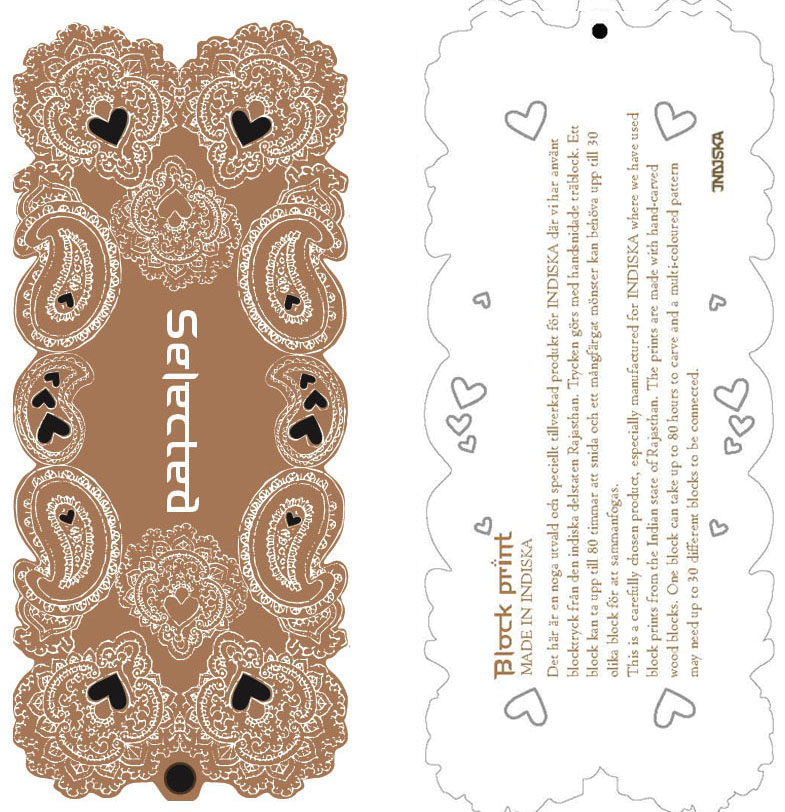 Selected
Block print
MADE IN INDISKA
Det här är en noga utvald och speciellt tillverkad produkt för INDISKA där vi har använt
blocktryck från den indiska delstaten Rajasthan. Trycken görs med handsnidade träblock. Ett
block kan ta upp till 80 timmar att snida och ett mångfärgat mönster kan behöva upp till 30
olika block för att sammanfogas.
This is a carefully chosen product, especially manufactured for INDISKA where we have used
block prints from the Indian state of Rajasthan. The prints are made with hand-carved
wood blocks. One block can take up to 80 hours to carve and a multi-coloured pattern
may need up to 30 different blocks to be connected.
INDISKA